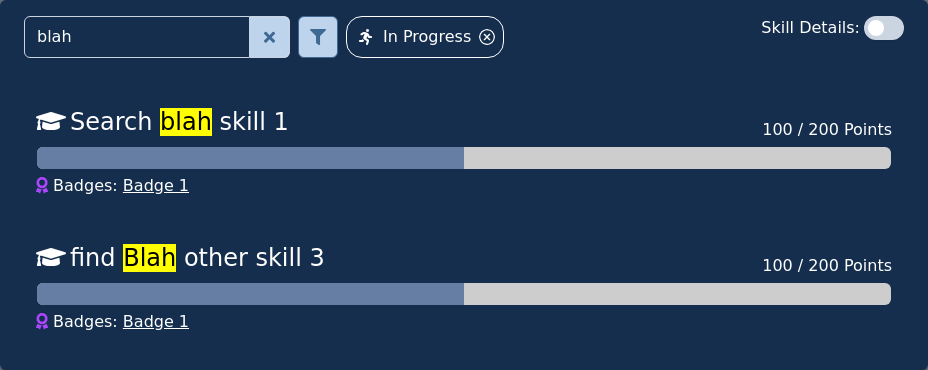 blah
In Progress
Skill Details:
Search blah skill 1
100 / 200 Points
Badges: Badge 1
find Blah other skill 3
100 / 200 Points
Badges: Badge 1